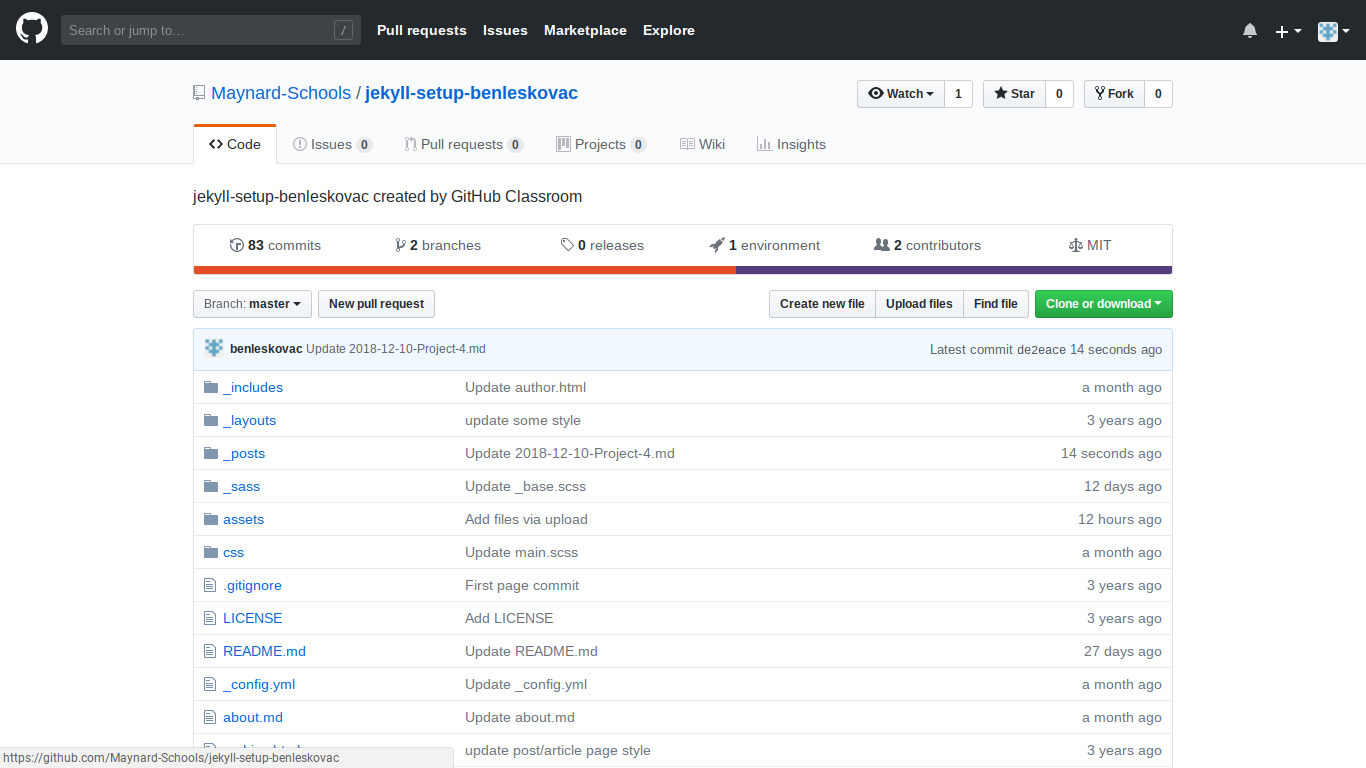 Search or jump to… / Pull requests Issues Marketplace Explore
Maynard-Schools / jekyll-setup-benleskovac Watch 1 Star 0 Fork 0
Code Issues 0 Pull requests 0 Projects 0 Wiki Insights
jekyll-setup-benleskovac created by GitHub Classroom
83 commits 2 branches 0 releases 1 environment 2 contributors MIT
Branch: master New pull request Create new file Upload files Find file Clone or download
benleskovac Update 2018-12-10-Project-4.md Latest commit de2eace 14 seconds ago
_includes Update author.html a month ago
_layouts update some style 3 years ago
_posts Update 2018-12-10-Project-4.md 14 seconds ago
_sass Update _base.scss 12 days ago
assets Add files via upload 12 hours ago
css Update main.scss a month ago
.gitignore First page commit 3 years ago
LICENSE Add LICENSE 3 years ago
README.md Update README.md 27 days ago
_config.yml Update _config.yml a month ago
about.md Update about.md a month ago
update post/article page style 3 years ago
https://github.com/Maynard-Schools/jekyll-setup-benleskovac